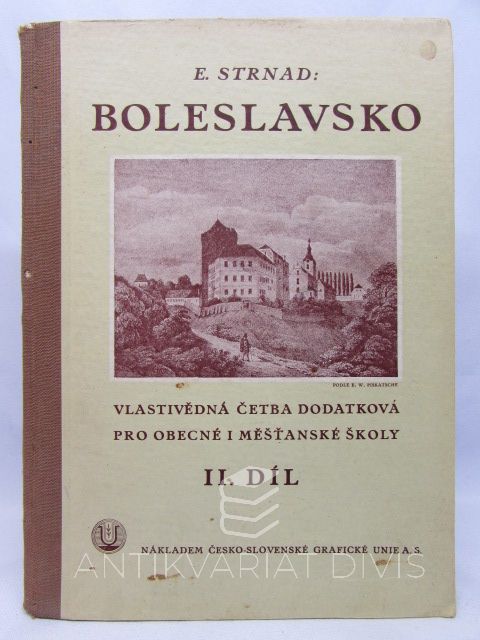 E. STRNAD:
BOLESLAVSKO
PODLE K. W. PISKATSCHE
VLASTIVĚDNÁ ČETBA DODATKOVÁ
PRO OBECNÉ I MĚŠŤANSKÉ ŠKOLY
II. DÍL
NÁKLADEM ČESKO-SLOVENSKÉ GRAFICKÉ UNIE A. S.
ANTIKVARIÁT DIVIŠ